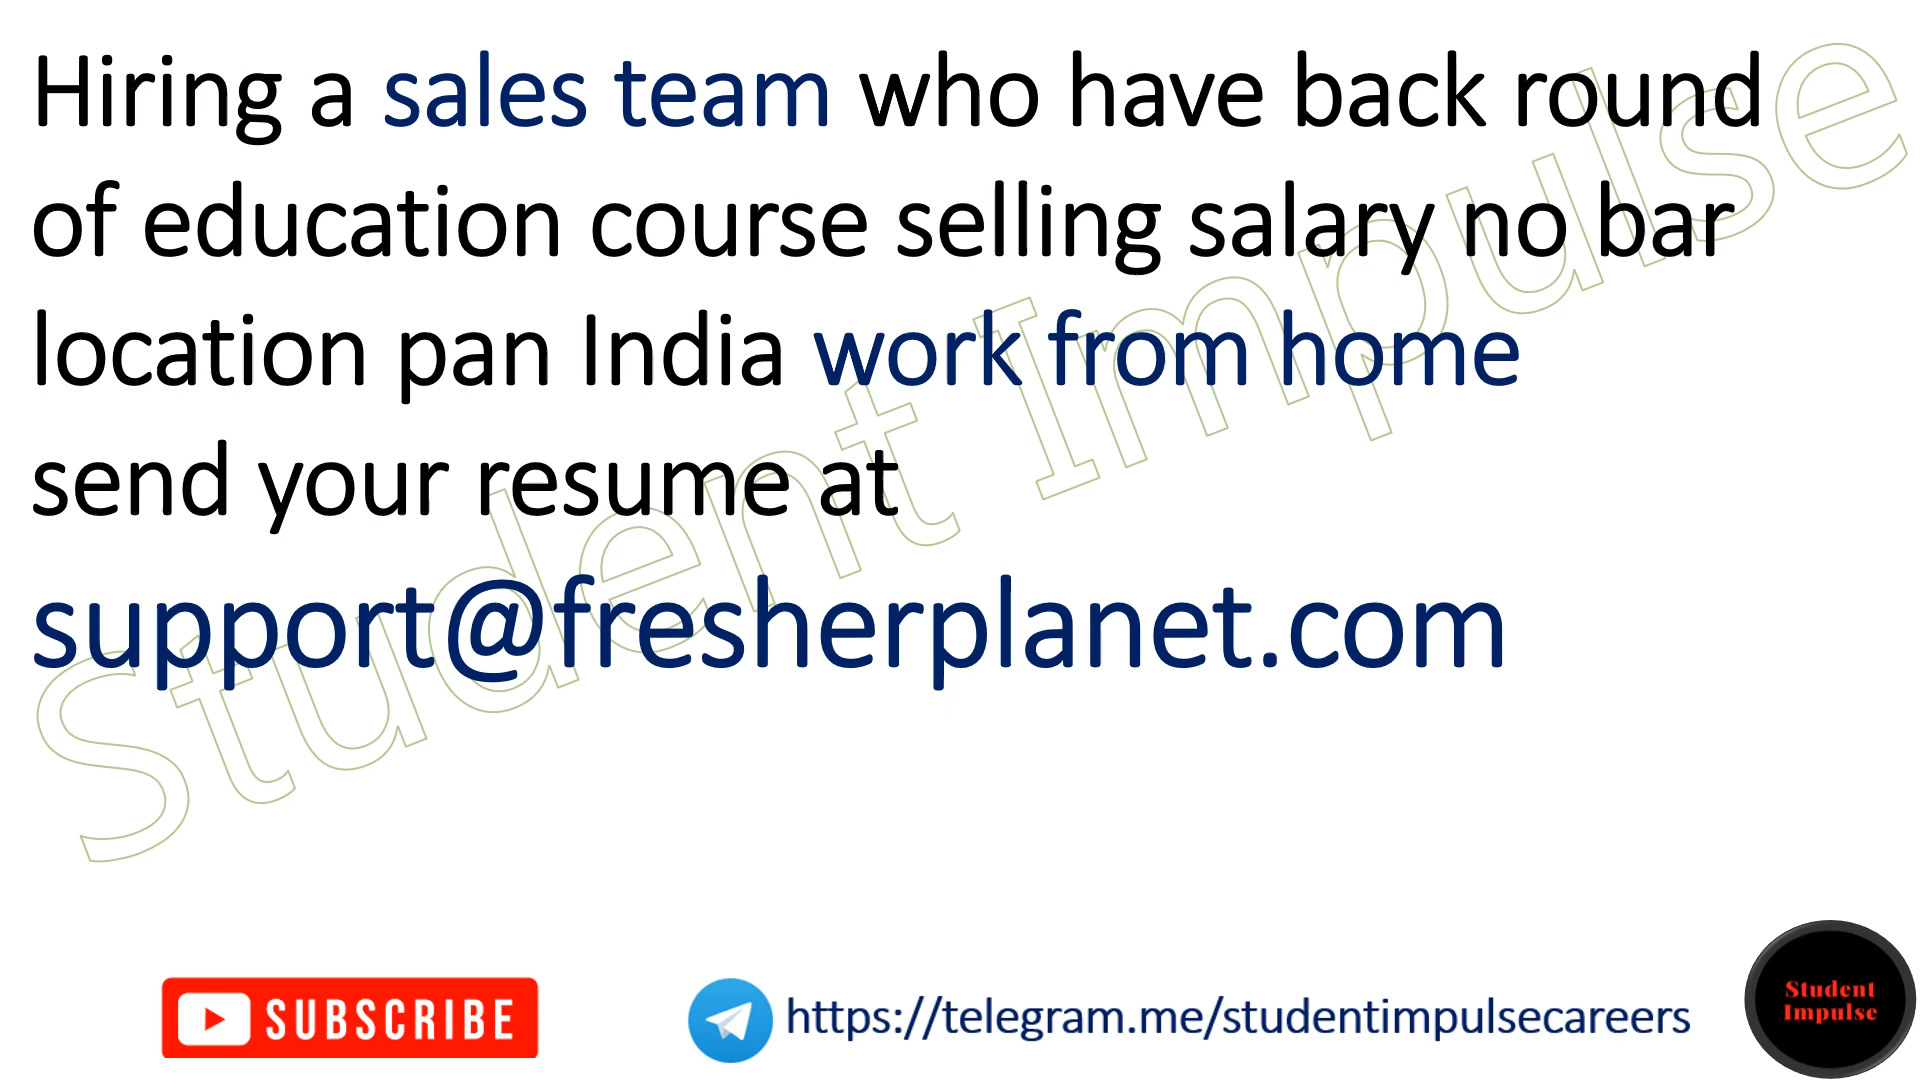 Hiring a sales team who have back round
of education course selling salary no bar
location pan India work from home
send your resume at
support@fresherplanet.com
Student Impulse
SUBSCRIBE
https://telegram.me/studentimpulsecareers
Student
Impulse